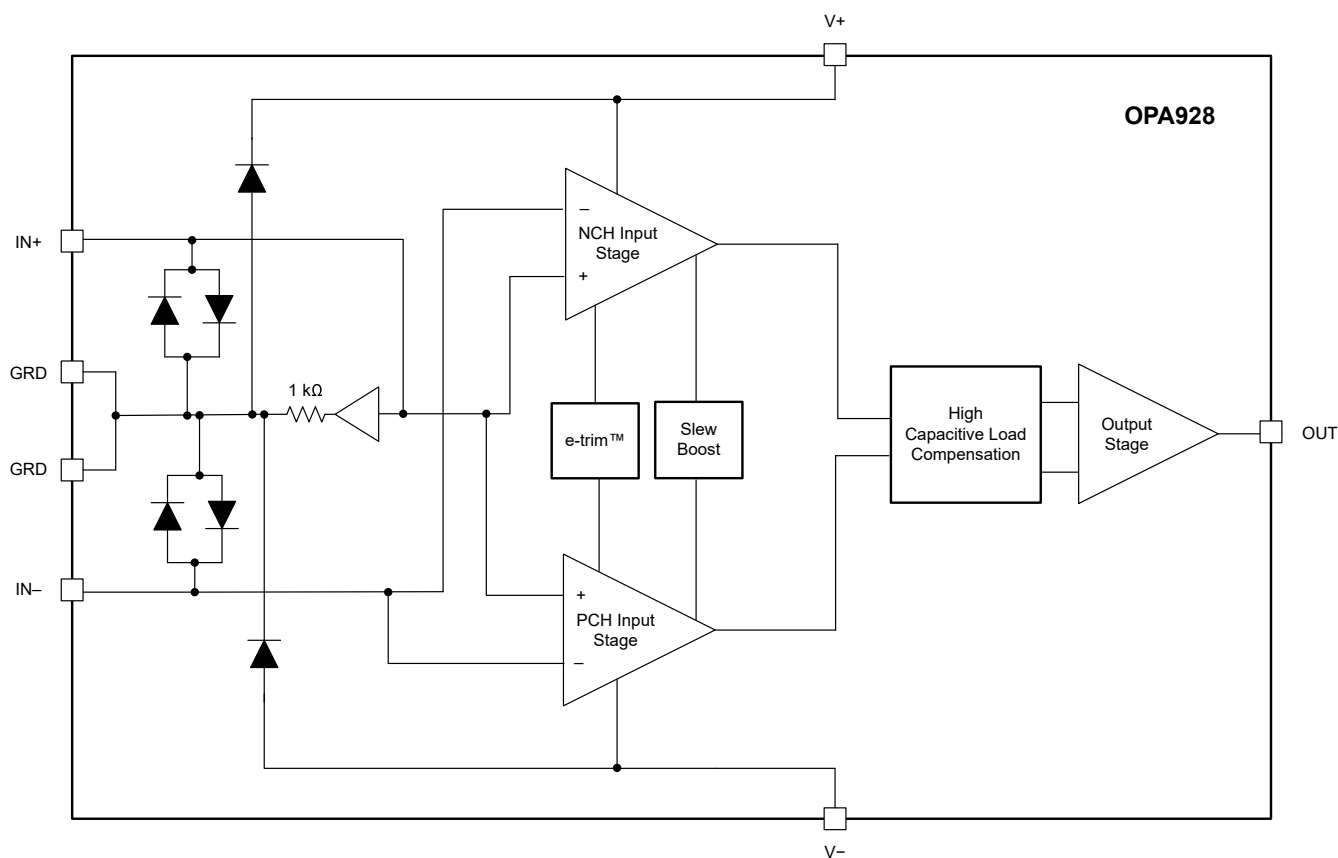 V+
OPA928
IN+
−
NCH Input
Stage
+
GRD
1 kΩ
GRD
e-trim™
Slew
Boost
High
Capacitive Load
Compensation
Output
Stage
OUT
IN–
+
PCH Input
Stage
−
V−